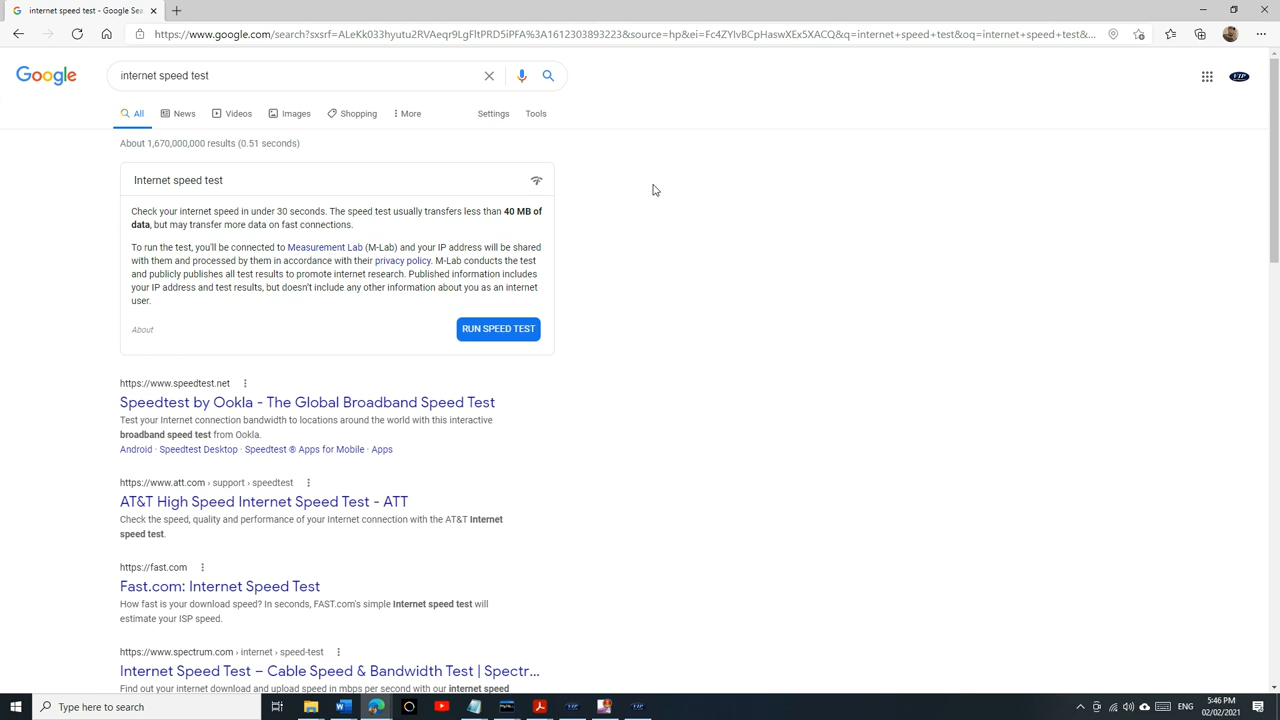 internet speed test - Google Sea
https://www.google.com/search?sxsrf=ALeKk033hyutu2RVAeqr9LgFltPRD5iPFA%3A1612303893223&source=hp&ei=Fc4ZYIvBCpHaswXEx5XACQ&q=internet+speed+test&oq=internet+speed+test&...
Google
internet speed test
VIP
All
News
Videos
Images
Shopping
More
Settings
Tools
About 1,670,000,000 results (0.51 seconds)
Internet speed test
Check your internet speed in under 30 seconds. The speed test usually transfers less than 40 MB of
data, but may transfer more data on fast connections.
To run the test, you'll be connected to Measurement Lab (M-Lab) and your IP address will be shared
with them and processed by them in accordance with their privacy policy. M-Lab conducts the test
and publicly publishes all test results to promote internet research. Published information includes
your IP address and test results, but doesn't include any other information about you as an internet
user.
About
RUN SPEED TEST
https://www.speedtest.net
Speedtest by Ookla - The Global Broadband Speed Test
Test your Internet connection bandwidth to locations around the world with this interactive
broadband speed test from Ookla.
Android · Speedtest Desktop · Speedtest ® Apps for Mobile · Apps
https://www.att.com › support › speedtest
AT&T High Speed Internet Speed Test - ATT
Check the speed, quality and performance of your Internet connection with the AT&T Internet
speed test.
https://fast.com
Fast.com: Internet Speed Test
How fast is your download speed? In seconds, FAST.com's simple Internet speed test will
estimate your ISP speed.
https://www.spectrum.com › internet › speed-test
Internet Speed Test – Cable Speed & Bandwidth Test | Spectr...
Find out your internet download and upload speed in mbps per second with our internet speed
Type here to search
VIP
VIP
ENG
5:46 PM
02/02/2021